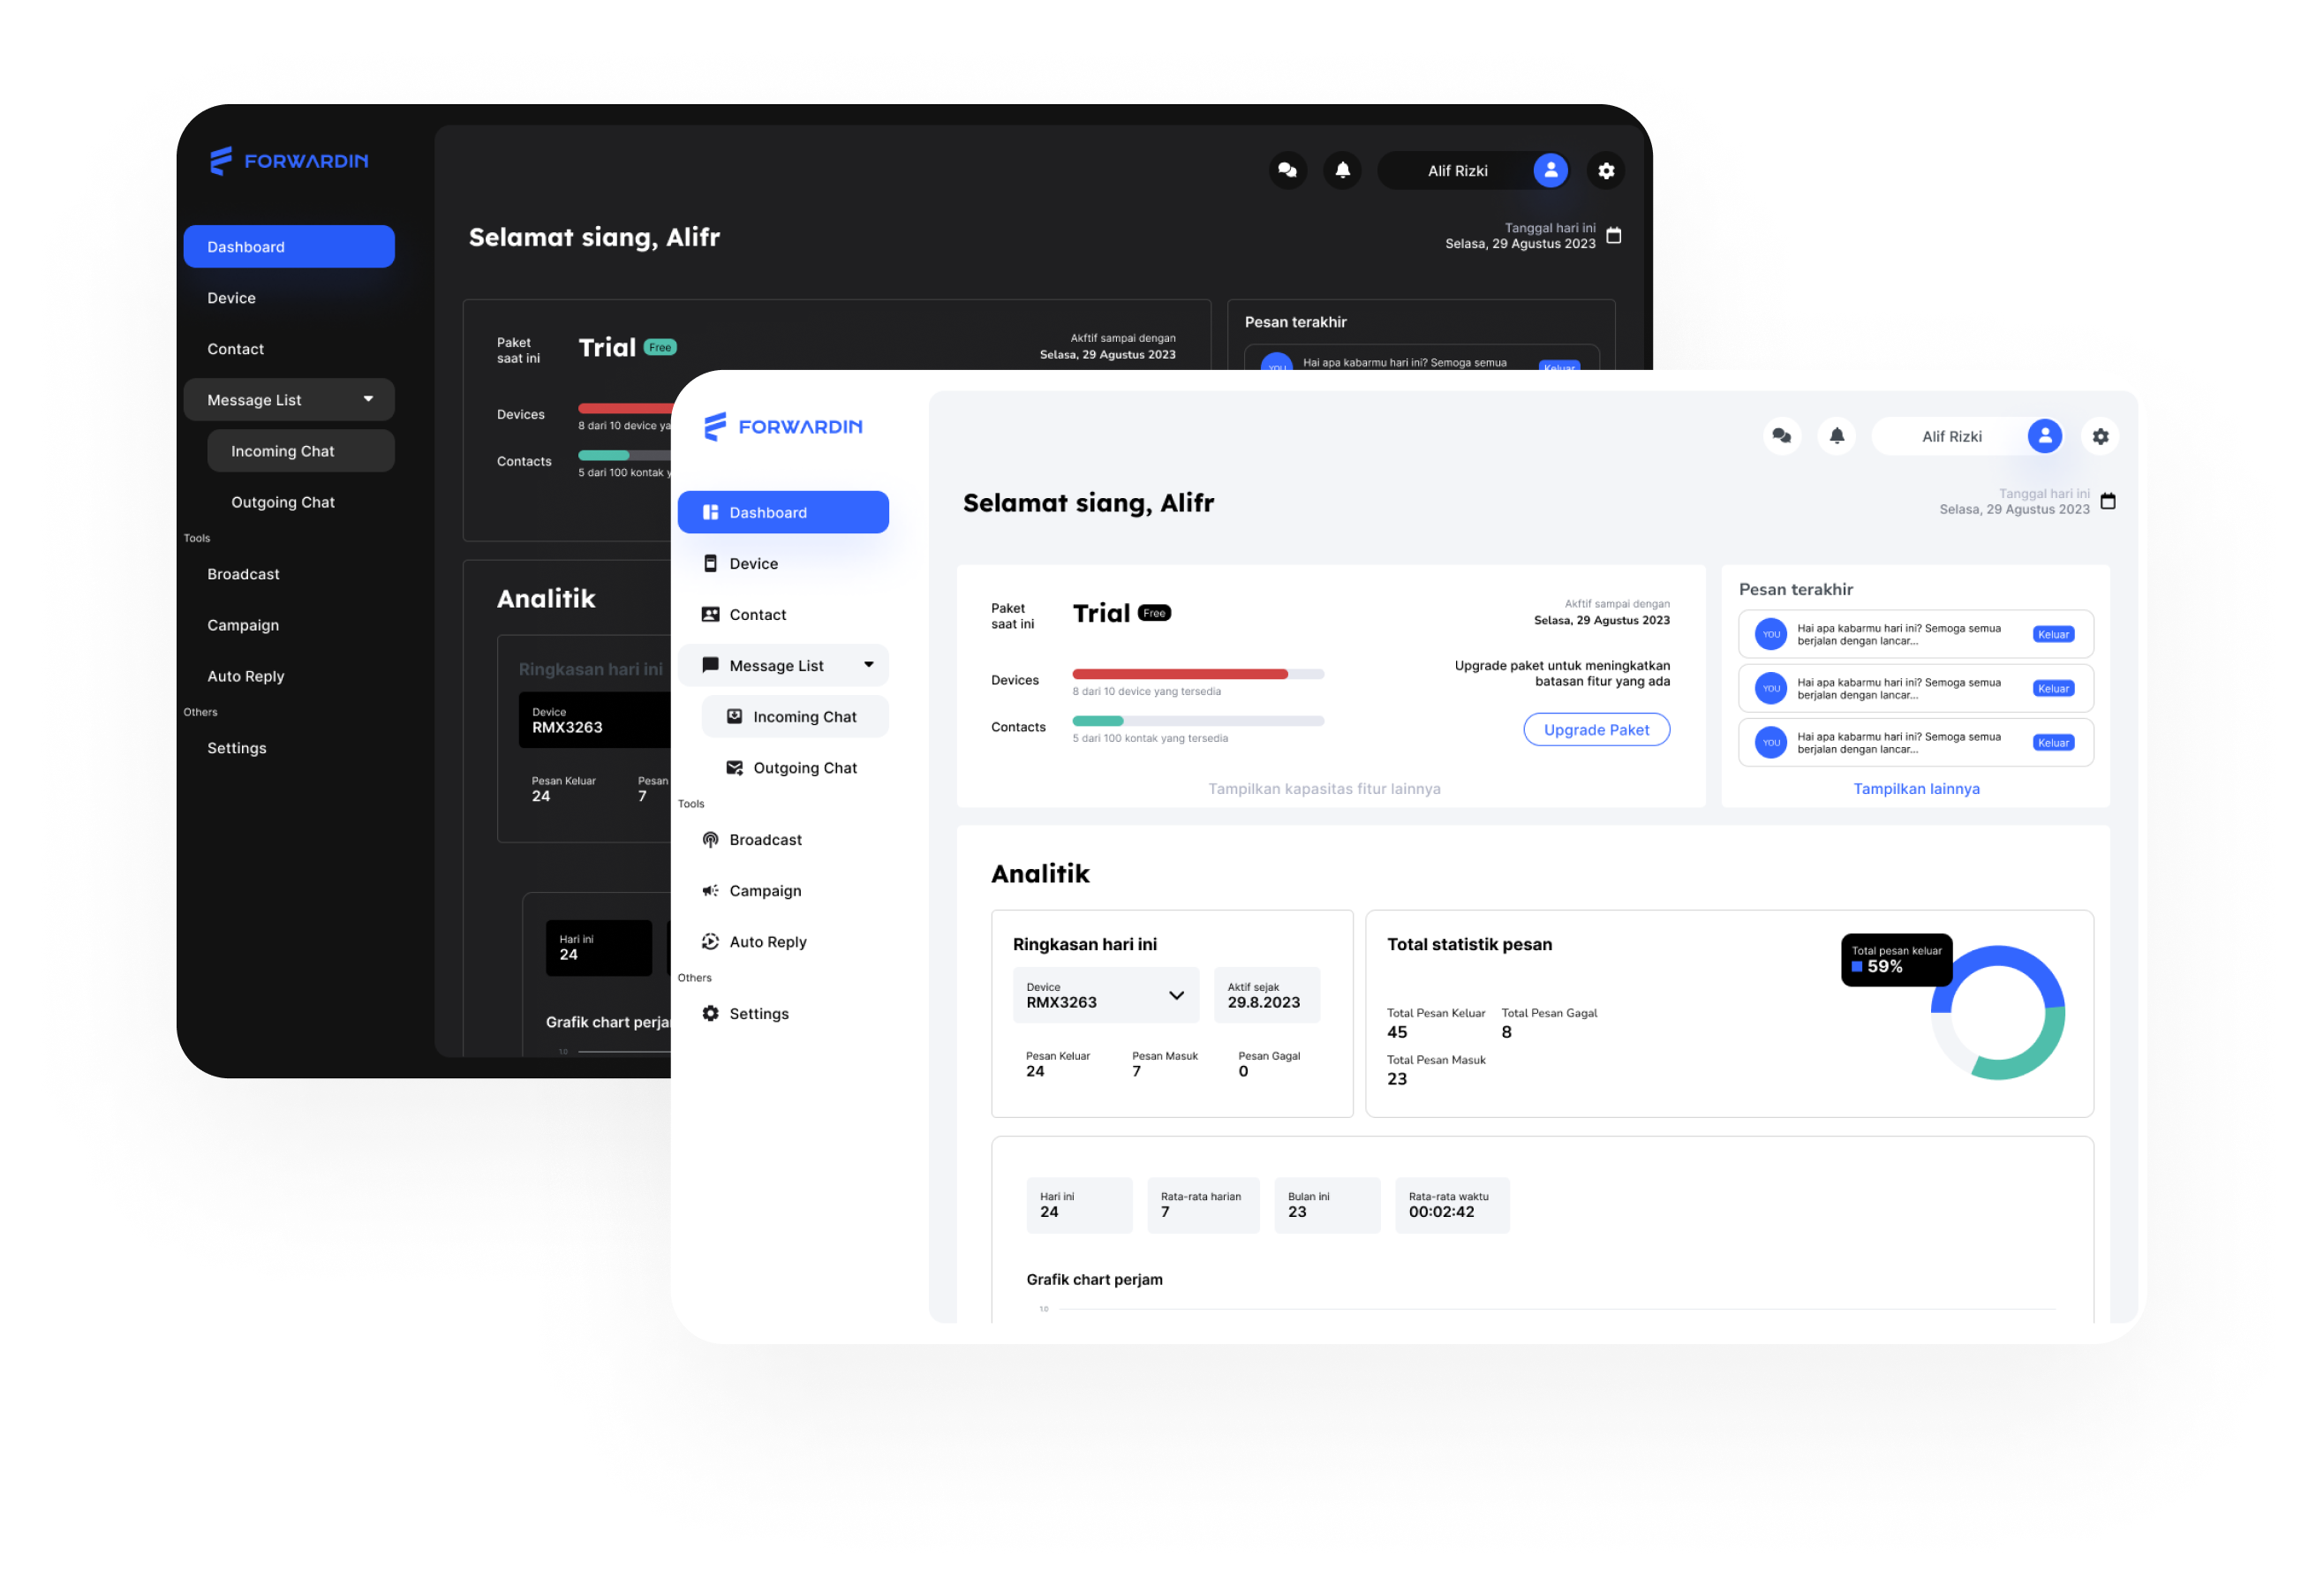 FORWARDIN
Dashboard
Device
Contact
Message List
Incoming Chat
Outgoing Chat
Tools
Broadcast
Campaign
Auto Reply
Others
Settings
Alif Rizki
Selamat siang, Alifr
Tanggal hari ini
Selasa, 29 Agustus 2023
Paket
saat ini
Trial Free
Akftif sampai dengan
Selasa, 29 Agustus 2023
Devices
8 dari 10 device ya
Contacts
5 dari 100 kontak y
Pesan terakhir
YOU
Hai apa kabarmu hari ini? Semoga semua
Keluar
Analitik
Ringkasan hari ini
Device
RMX3263
Pesan Keluar
24
Pesan
7
Hari ini
24
Grafik chart perja
1.0
FORWARDIN
Dashboard
Device
Contact
Message List
Incoming Chat
Outgoing Chat
Tools
Broadcast
Campaign
Auto Reply
Others
Settings
Alif Rizki
Selamat siang, Alifr
Tanggal hari ini
Selasa, 29 Agustus 2023
Paket
saat ini
Trial Free
Akftif sampai dengan
Selasa, 29 Agustus 2023
Devices
8 dari 10 device yang tersedia
Contacts
5 dari 100 kontak yang tersedia
Upgrade paket untuk meningkatkan
batasan fitur yang ada
Upgrade Paket
Tampilkan kapasitas fitur lainnya
Pesan terakhir
YOU
Hai apa kabarmu hari ini? Semoga semua
berjalan dengan lancar...
Keluar
YOU
Hai apa kabarmu hari ini? Semoga semua
berjalan dengan lancar...
Keluar
YOU
Hai apa kabarmu hari ini? Semoga semua
berjalan dengan lancar...
Keluar
Tampilkan lainnya
Analitik
Ringkasan hari ini
Device
RMX3263
Aktif sejak
29.8.2023
Pesan Keluar
24
Pesan Masuk
7
Pesan Gagal
0
Total statistik pesan
Total Pesan Keluar
45
Total Pesan Gagal
8
Total Pesan Masuk
23
Total pesan keluar
59%
Hari ini
24
Rata-rata harian
7
Bulan ini
23
Rata-rata waktu
00:02:42
Grafik chart perjam
1.0